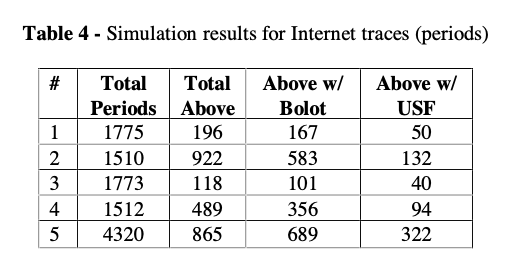 Table 4 - Simulation results for Internet traces (periods)
# Total Periods Total Above Above w/ Bolot Above w/ USF
1 1775 196 167 50
2 1510 922 583 132
3 1773 118 101 40
4 1512 489 356 94
5 4320 865 689 322